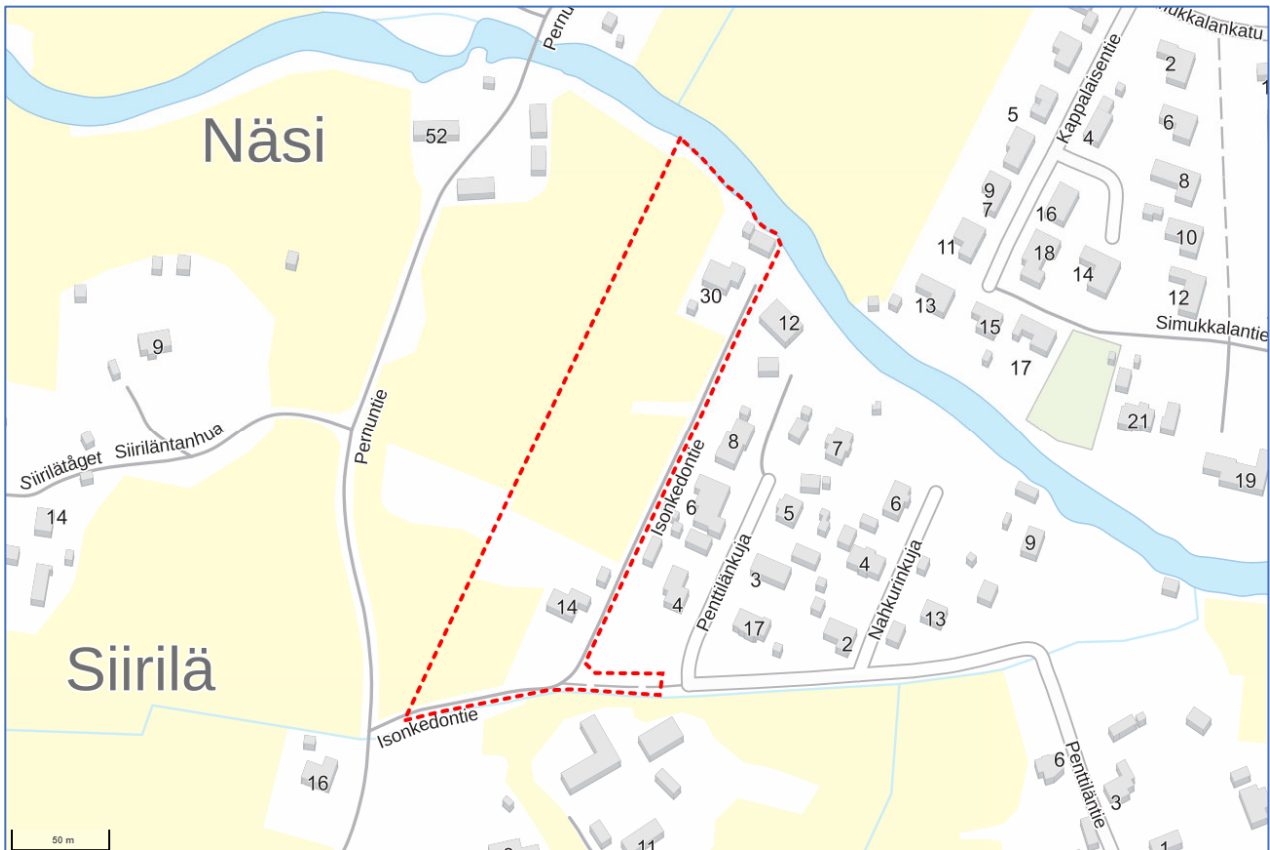 Pernu
mukkalankatu
2
Kappalaisentie
5
4
6
52
Näsi
8
9
7
16
10
11
18
14
12
30
13
15
17
Simukkalantie
12
9
21
Siirilätåget
Siiriläntanhua
Pernuntie
8
7
Isonkedontie
19
14
6
5
6
9
3
4
Penttilänkuja
Nahkurinkuja
14
4
17
13
2
Siirilä
Isonkedontie
16
6
Penttiläntie
3
11
1
50 m